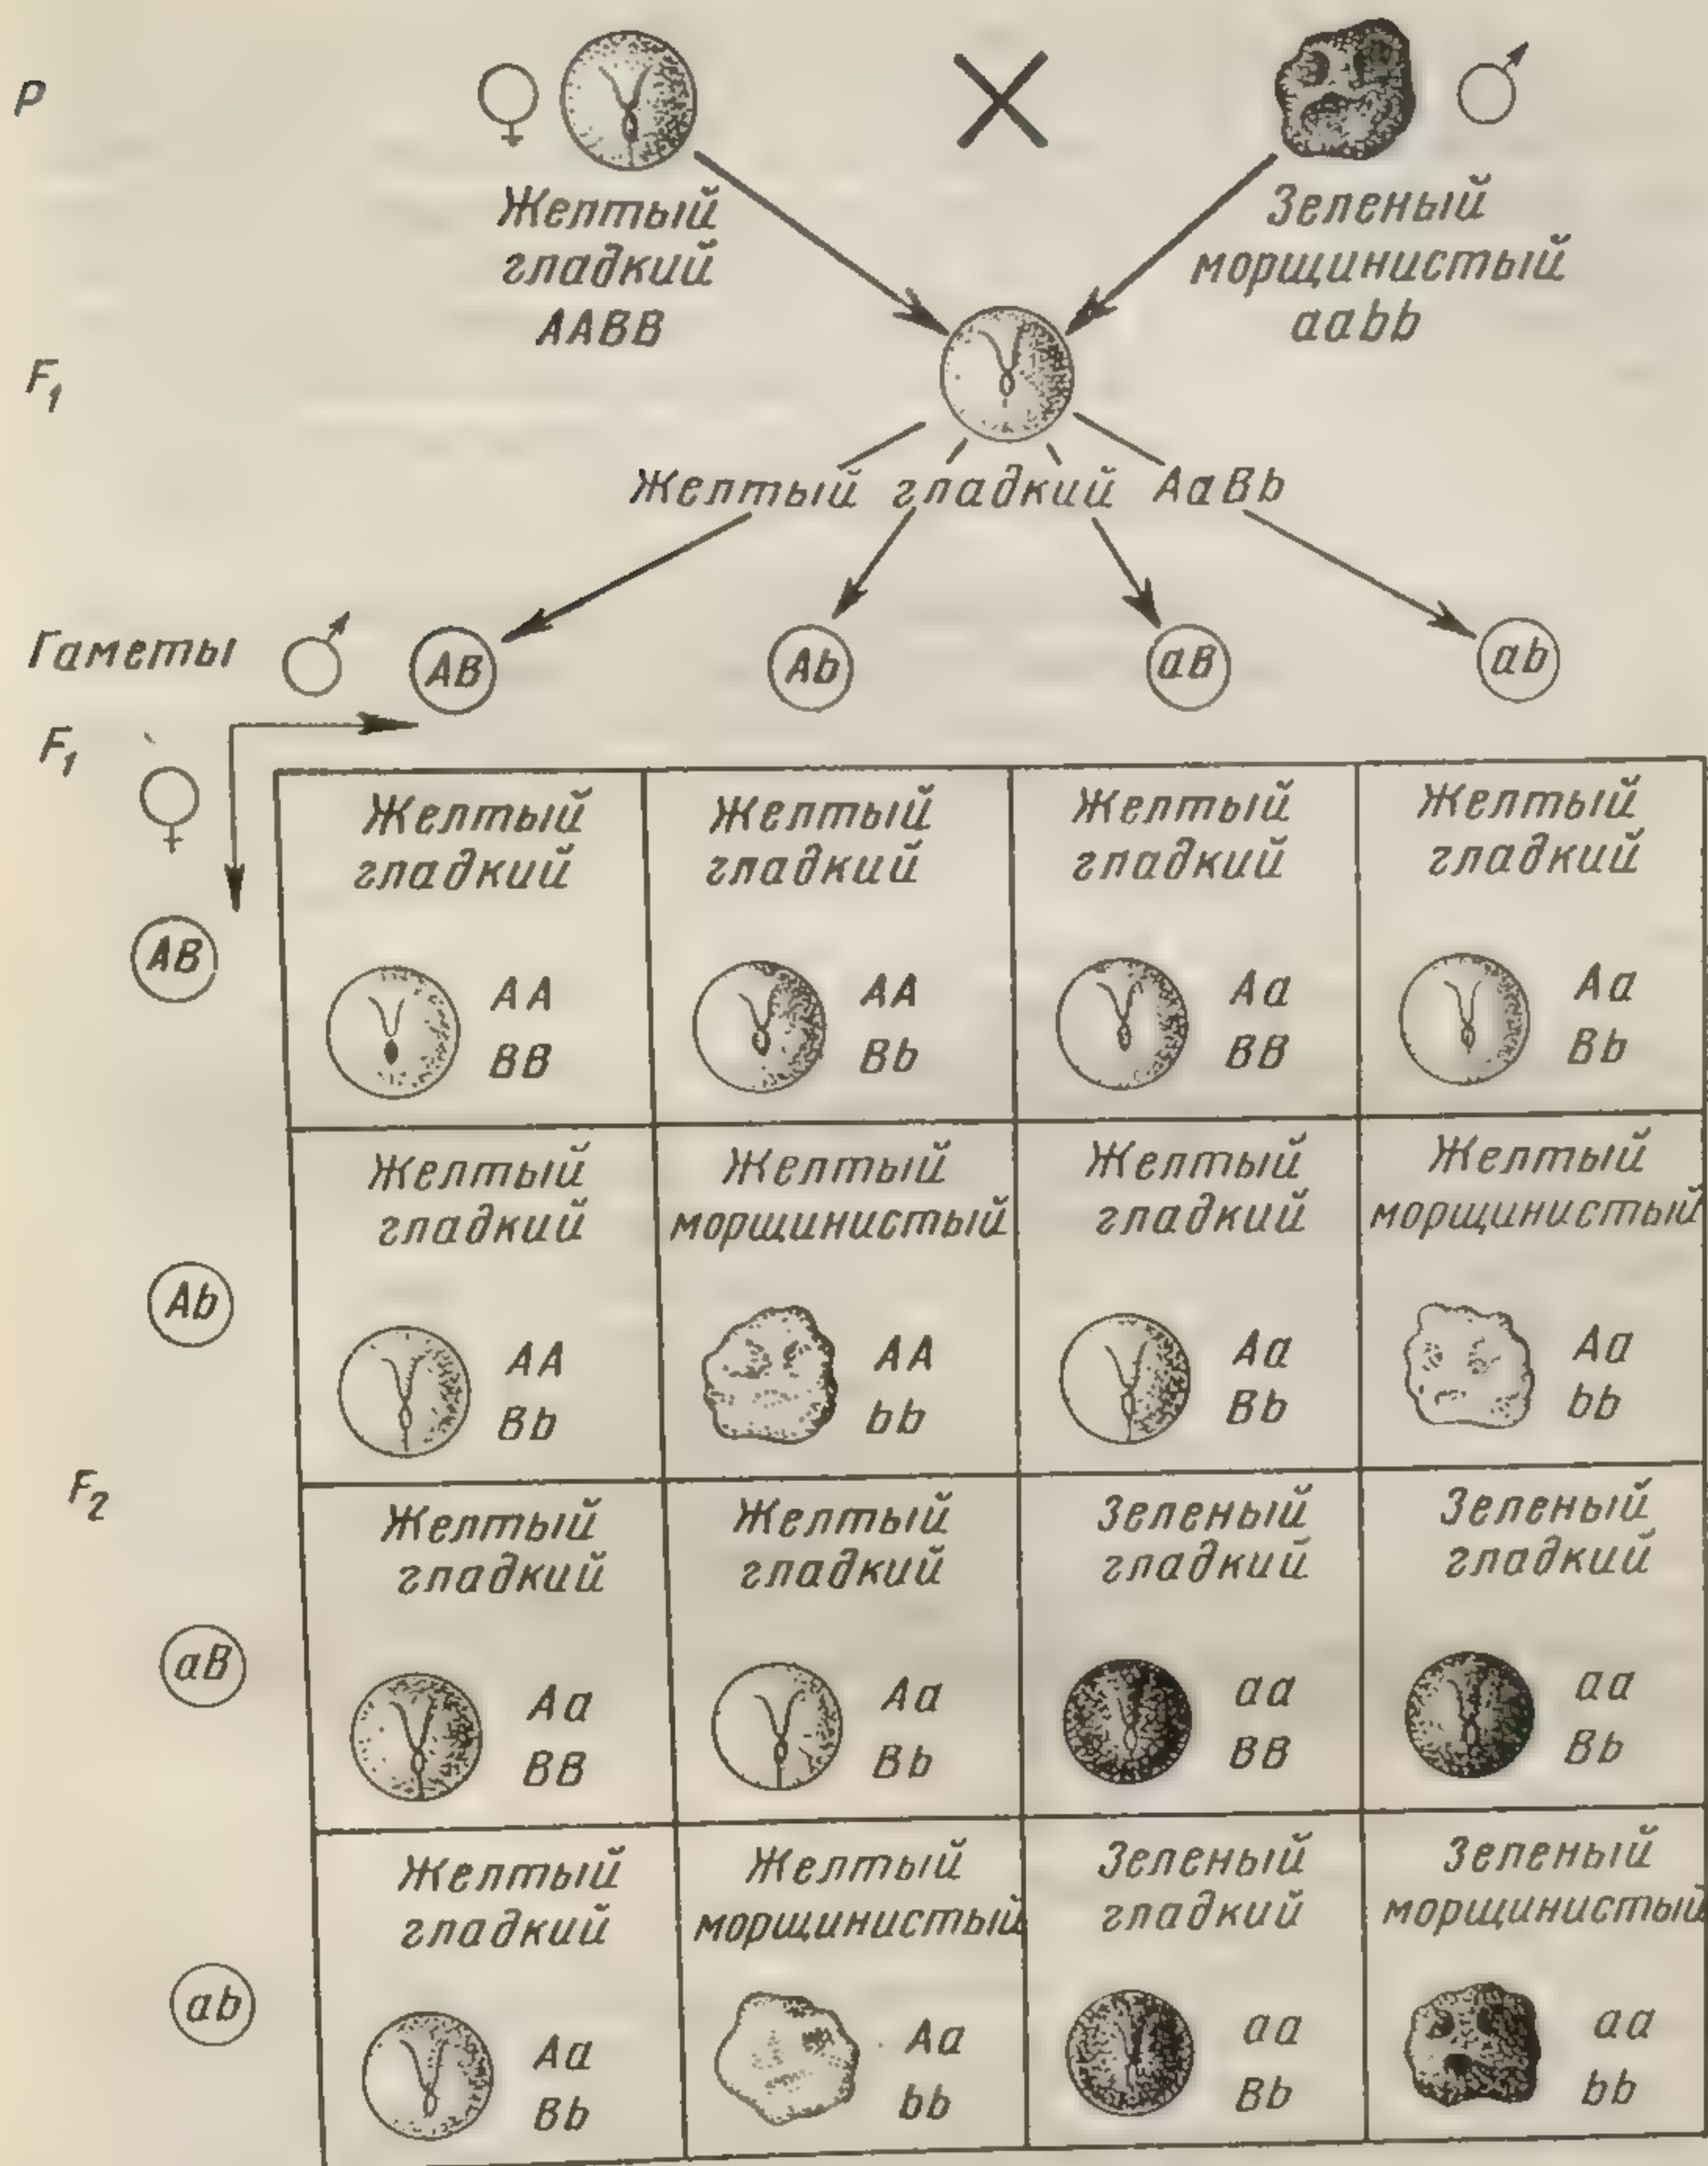 P ♀ × ♂
Желтый Зеленый
гладкий морщинистый
AABB aabb
F₁
Желтый гладкий AaBb
Гаметы ♂ AB Ab aB ab
F₁ ♀
Желтый Желтый Желтый Желтый
гладкий гладкий гладкий гладкий
AB
AA AA Aa Aa
BB Bb BB Bb
Желтый Желтый Желтый Желтый
гладкий морщинистый гладкий морщинистый
Ab
AA AA Aa Aa
Bb bb Bb bb
F₂
Желтый Желтый Зеленый Зеленый
гладкий гладкий гладкий гладкий
aB
Aa Aa aa aa
BB Bb BB Bb
Желтый Желтый Зеленый Зеленый
гладкий морщинистый гладкий морщинистый
ab
Aa Aa aa aa
Bb bb Bb bb